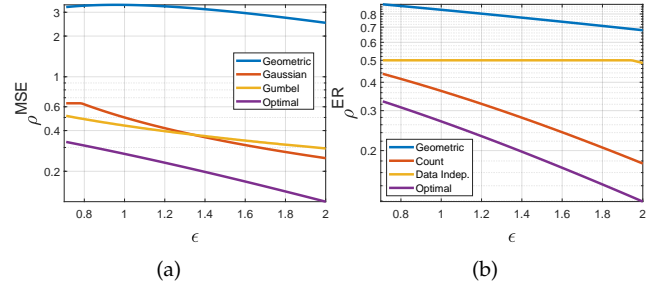 3
1
0.6
0.4
0.2
ρ^MSE
Geometric
Gaussian
Gumbel
Optimal
0.8 1 1.2 1.4 1.6 1.8 2
ϵ
(a)
0.8
0.6
0.5
0.4
0.3
0.2
ρ^ER
Geometric
Count
Data Indep.
Optimal
0.8 1 1.2 1.4 1.6 1.8 2
ϵ
(b)